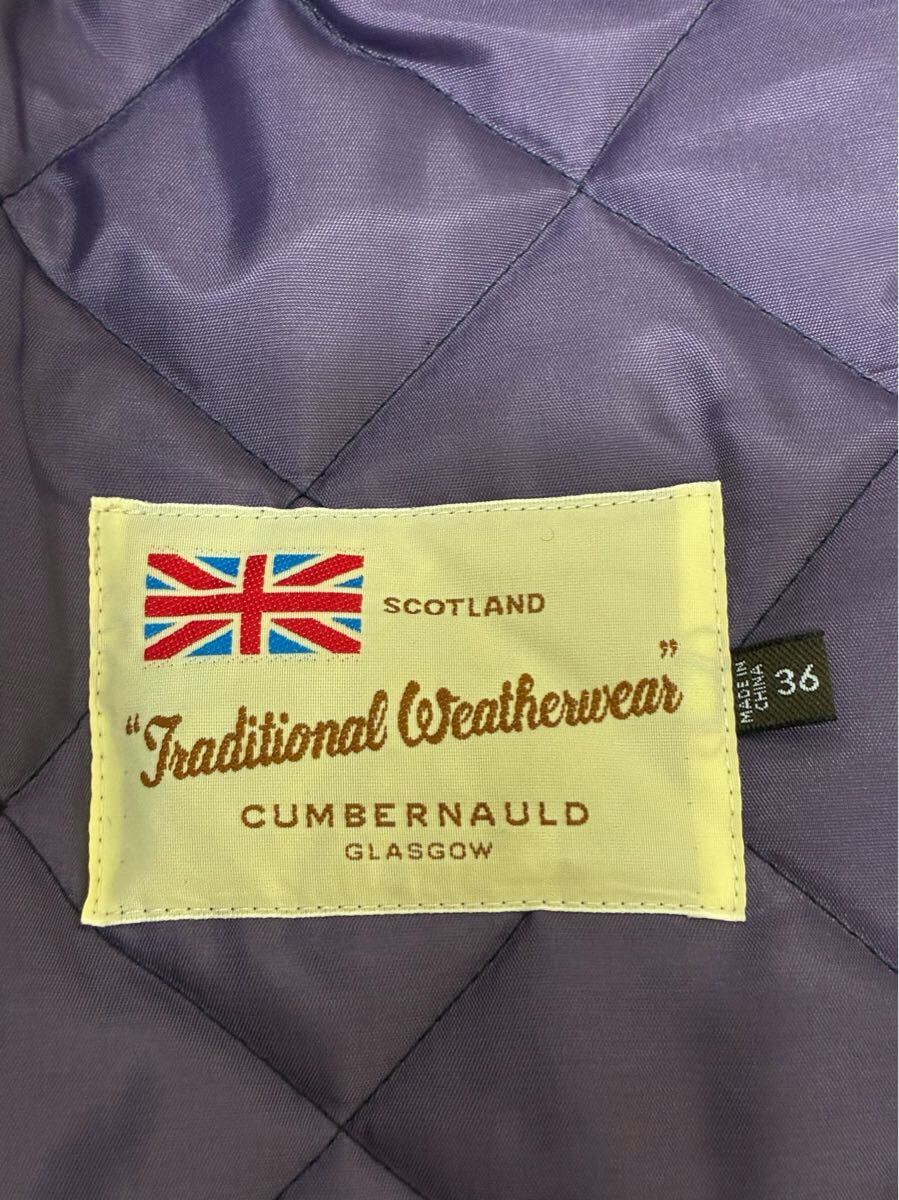 SCOTLAND
"Traditional Weatherwear"
CUMBERNAULD
GLASGOW
MADE IN
CHINA
36